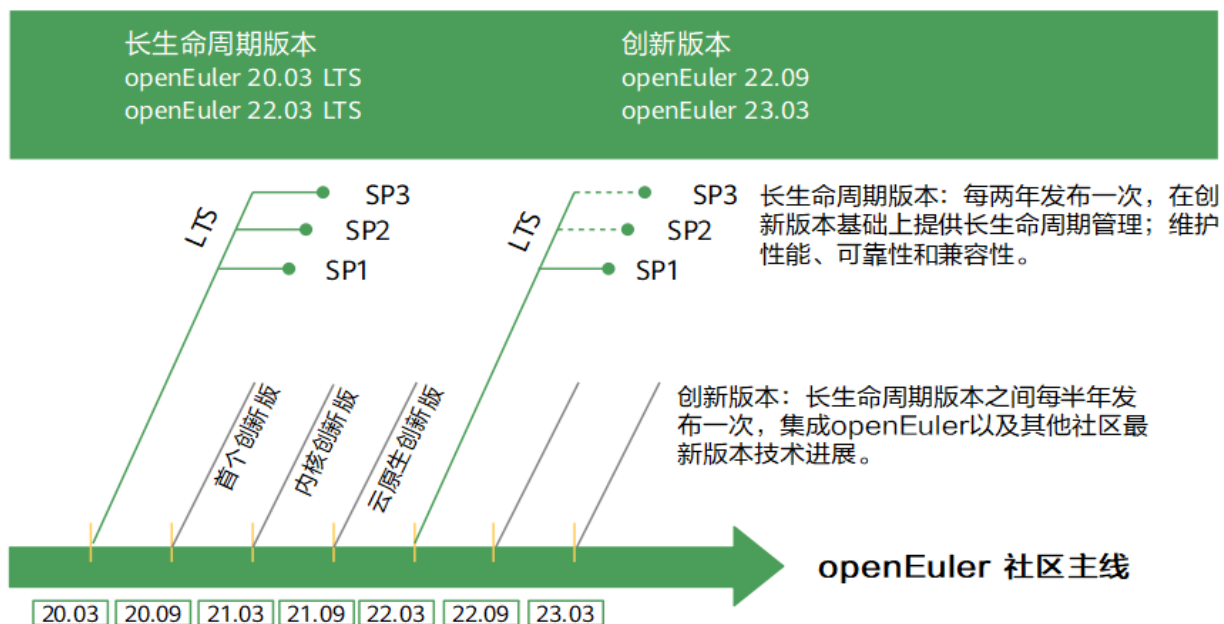 长生命周期版本
openEuler 20.03 LTS
openEuler 22.03 LTS
创新版本
openEuler 22.09
openEuler 23.03
LTS
SP3
SP2
SP1
LTS
SP3
SP2
SP1
长生命周期版本：每两年发布一次，在创
新版本基础上提供长生命周期管理；维护
性能、可靠性和兼容性。
首个创新版
内核创新版
云原生创新版
创新版本：长生命周期版本之间每半年发
布一次，集成openEuler以及其他社区最
新版本技术进展。
openEuler 社区主线
20.03 20.09 21.03 21.09 22.03 22.09 23.03